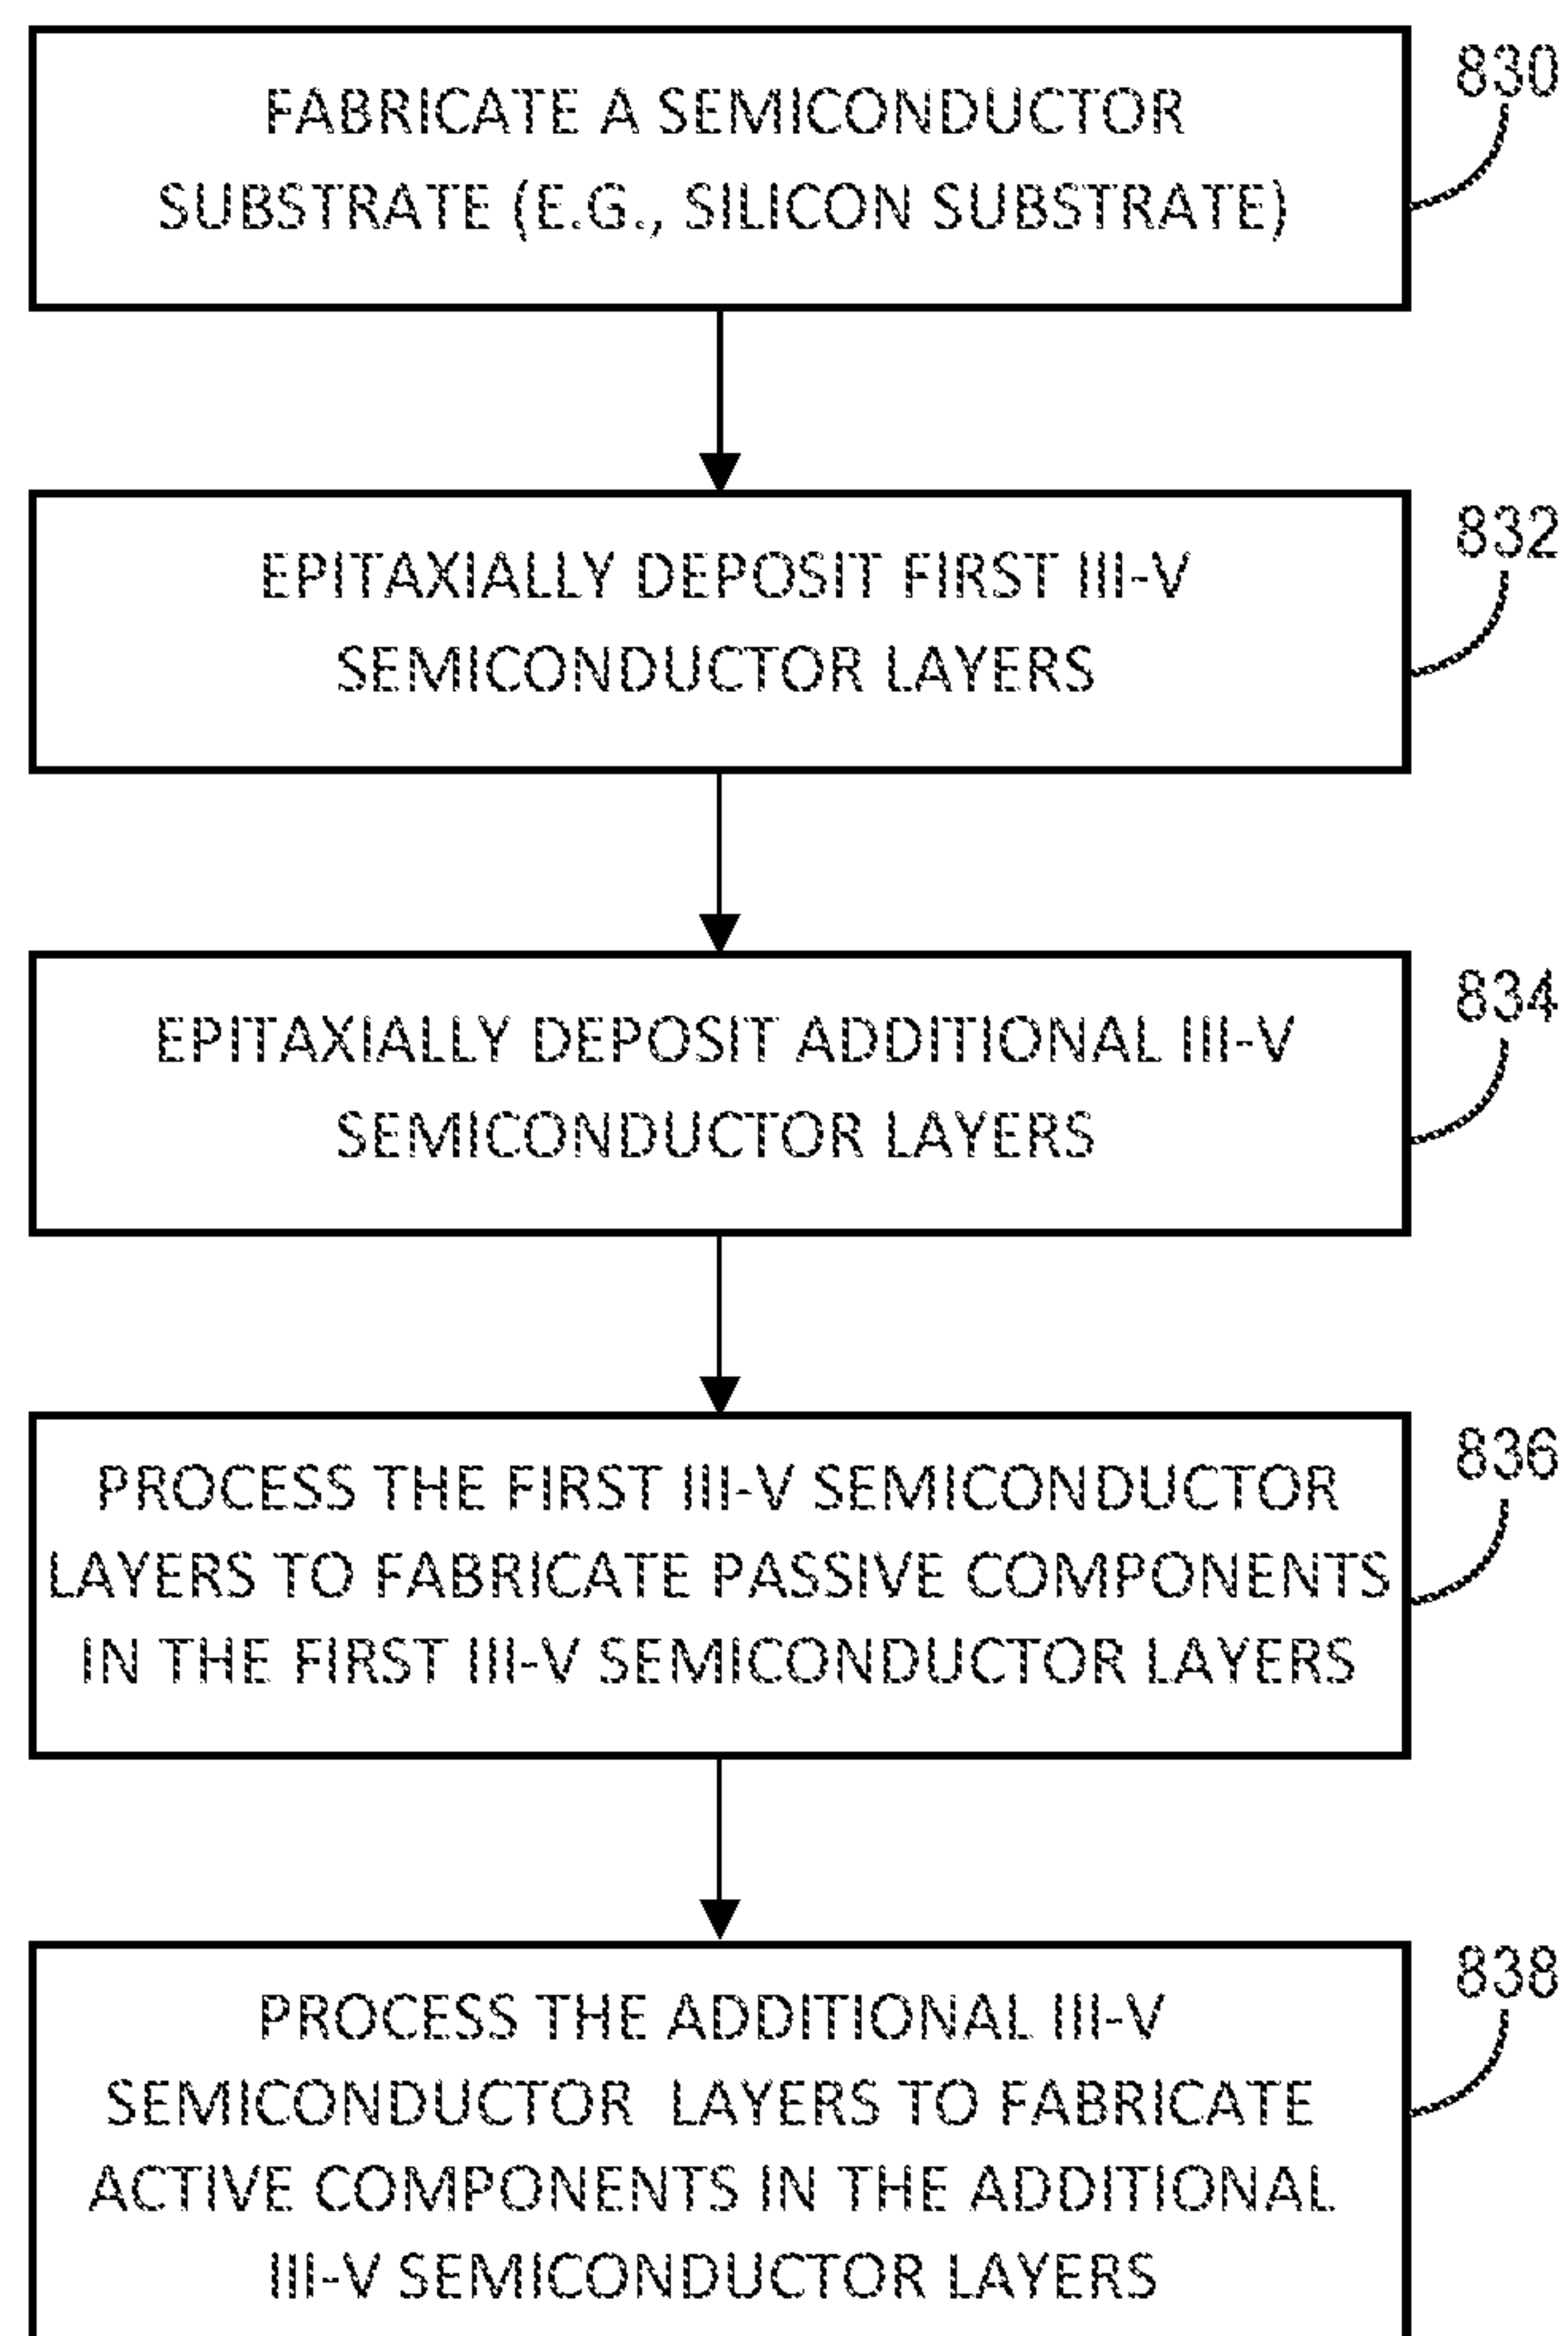 FABRICATE A SEMICONDUCTOR
SUBSTRATE (E.G., SILICON SUBSTRATE)
830
EPITAXIALLY DEPOSIT FIRST III-V
SEMICONDUCTOR LAYERS
832
EPITAXIALLY DEPOSIT ADDITIONAL III-V
SEMICONDUCTOR LAYERS
834
PROCESS THE FIRST III-V SEMICONDUCTOR
LAYERS TO FABRICATE PASSIVE COMPONENTS
IN THE FIRST III-V SEMICONDUCTOR LAYERS
836
PROCESS THE ADDITIONAL III-V
SEMICONDUCTOR LAYERS TO FABRICATE
ACTIVE COMPONENTS IN THE ADDITIONAL
III-V SEMICONDUCTOR LAYERS
838